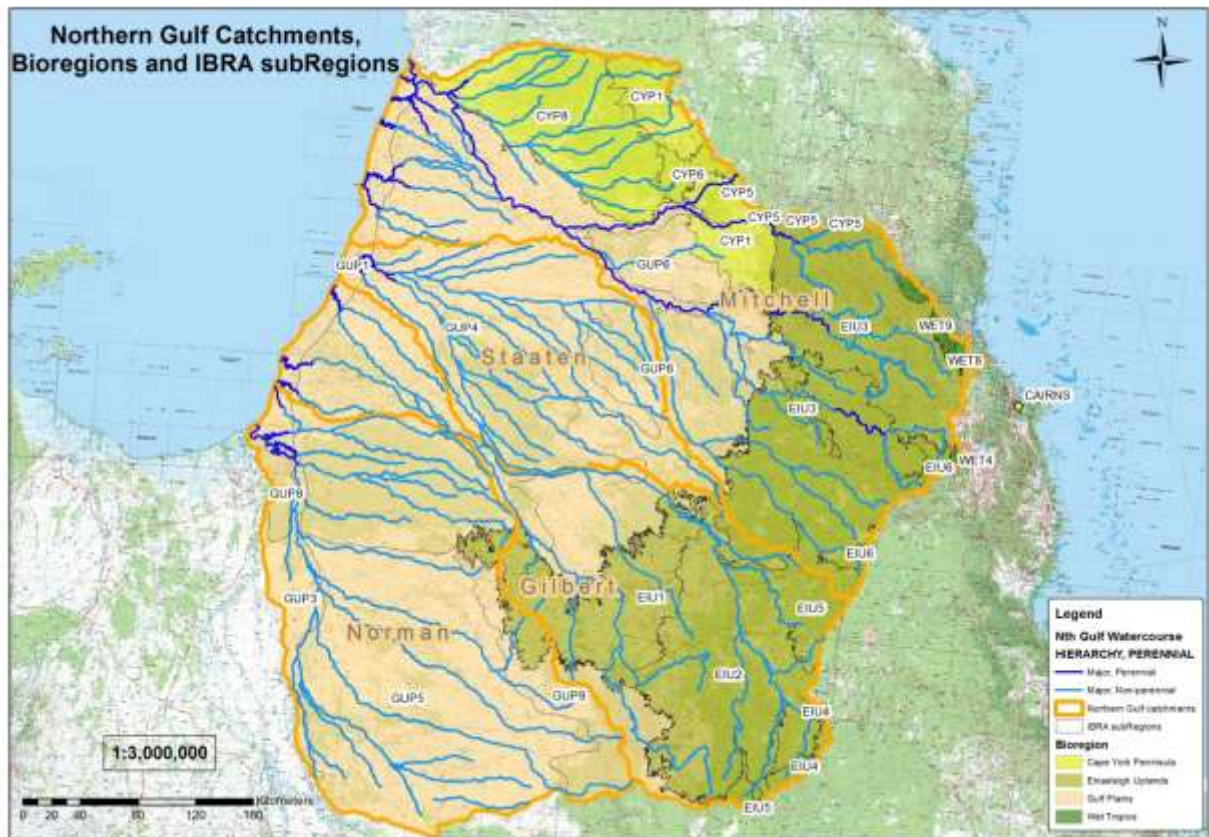 Northern Gulf Catchments,
Bioregions and IBRA subRegions
N
CYP1
CYP8
CYP6
CYP5
CYP5
CYP5
CYP5
CYP1
GUP1
GUP6
Mitchell
GUP4
EIU3
WET9
Staaten
GUP6
WET8
EIU3
CAIRNS
EIU6
WET4
GUP8
EIU6
Gilbert
EIU1
GUP3
EIU5
Norman
EIU2
GUP5
GUP9
EIU4
EIU4
EIU5
1:3,000,000
0 20 40 80 120 160
Kilometers
Legend
Nth Gulf Watercourse
HIERARCHY, PERENNIAL
Major, Perennial
Major, Non-perennial
Northern Gulf catchments
IBRA subRegions
Bioregion
Cape York Peninsula
Einasleigh Uplands
Gulf Plains
Wet Tropics